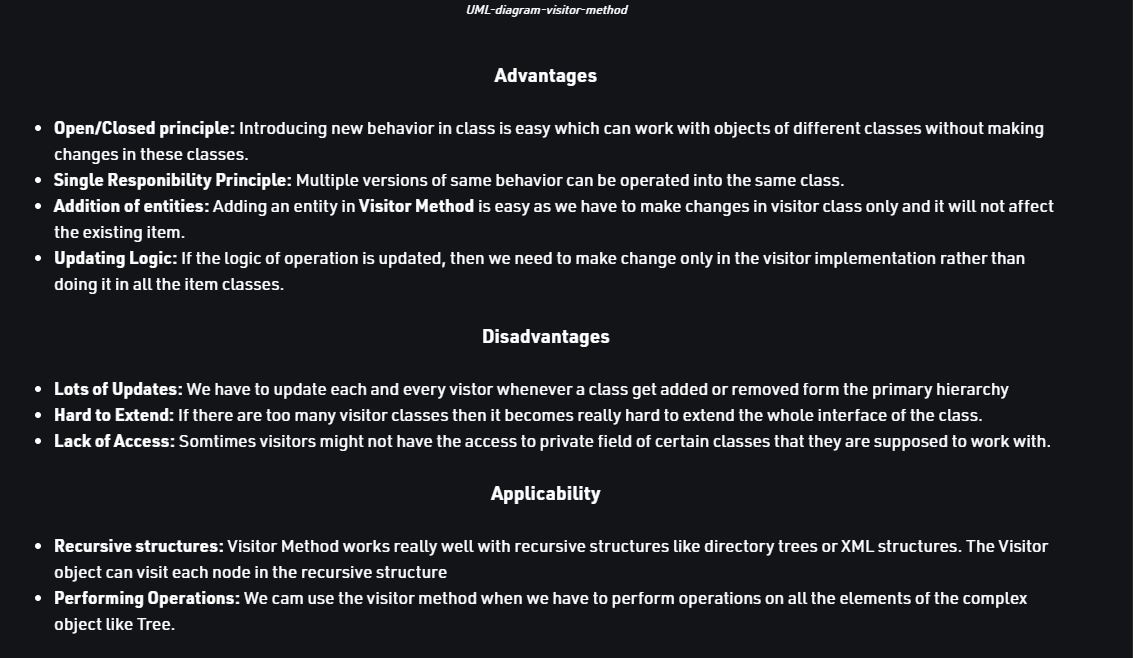 UML-diagram-visitor-method
Advantages
• Open/Closed principle: Introducing new behavior in class is easy which can work with objects of different classes without making
changes in these classes.
• Single Responibility Principle: Multiple versions of same behavior can be operated into the same class.
• Addition of entities: Adding an entity in Visitor Method is easy as we have to make changes in visitor class only and it will not affect
the existing item.
• Updating Logic: If the logic of operation is updated, then we need to make change only in the visitor implementation rather than
doing it in all the item classes.
Disadvantages
• Lots of Updates: We have to update each and every vistor whenever a class get added or removed form the primary hierarchy
• Hard to Extend: If there are too many visitor classes then it becomes really hard to extend the whole interface of the class.
• Lack of Access: Somtimes visitors might not have the access to private field of certain classes that they are supposed to work with.
Applicability
• Recursive structures: Visitor Method works really well with recursive structures like directory trees or XML structures. The Visitor
object can visit each node in the recursive structure
• Performing Operations: We cam use the visitor method when we have to perform operations on all the elements of the complex
object like Tree.